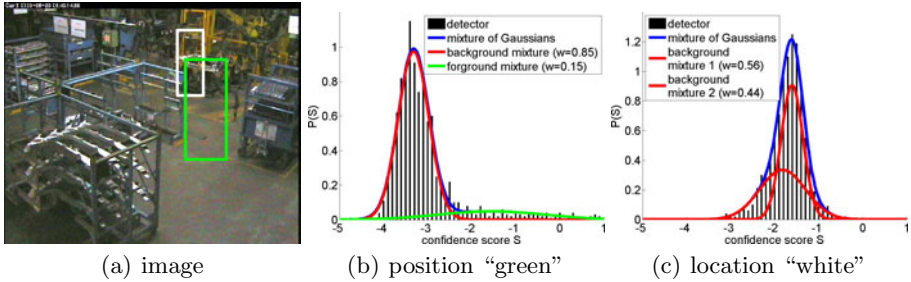 detector
mixture of Gaussians
background mixture (w=0.85)
forground mixture (w=0.15)
P(S)
1
0.8
0.6
0.4
0.2
0
-5 -4 -3 -2 -1 0 1
confidence score S
detector
mixture of Gaussians
background
mixture 1 (w=0.56)
background
mixture 2 (w=0.44)
P(S)
1.2
1
0.8
0.6
0.4
0.2
0
-5 -4 -3 -2 -1 0 1
confidence score S
(a) image
(b) position “green”
(c) location “white”